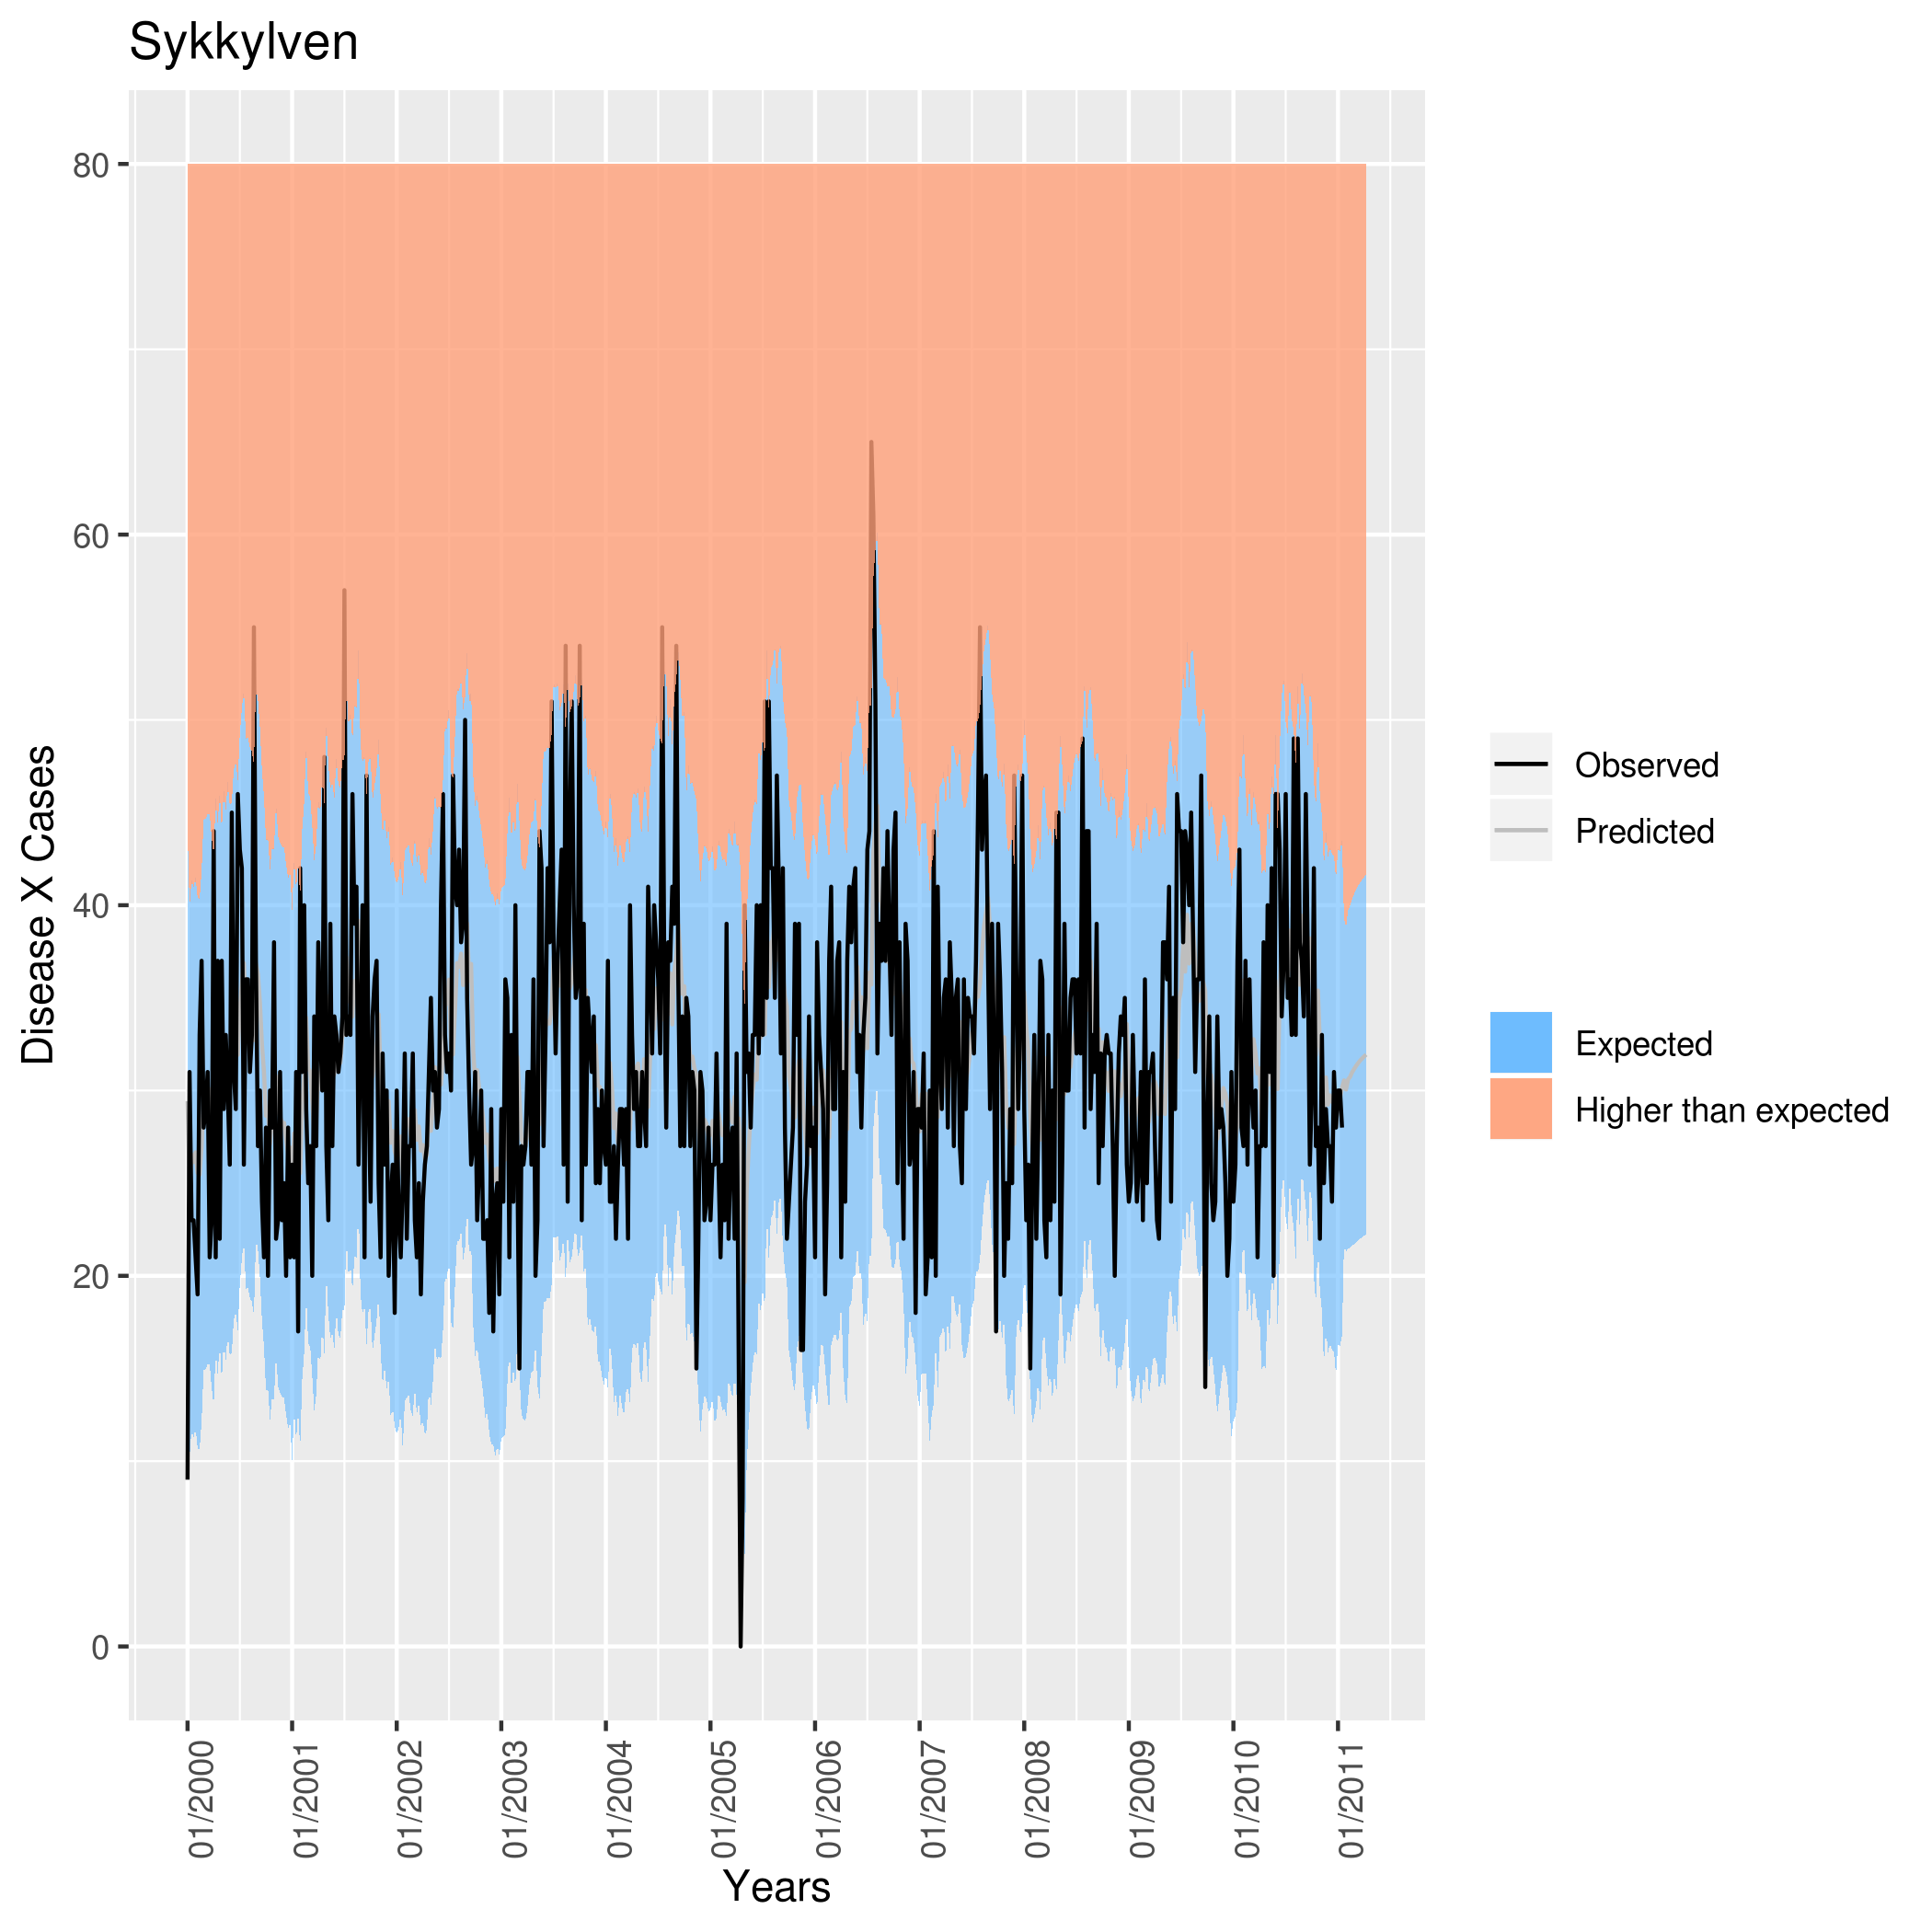 Sykkylven
Disease X Cases
80
60
40
20
0
01/2000
01/2001
01/2002
01/2003
01/2004
01/2005
01/2006
01/2007
01/2008
01/2009
01/2010
01/2011
Years
Observed
Predicted
Expected
Higher than expected